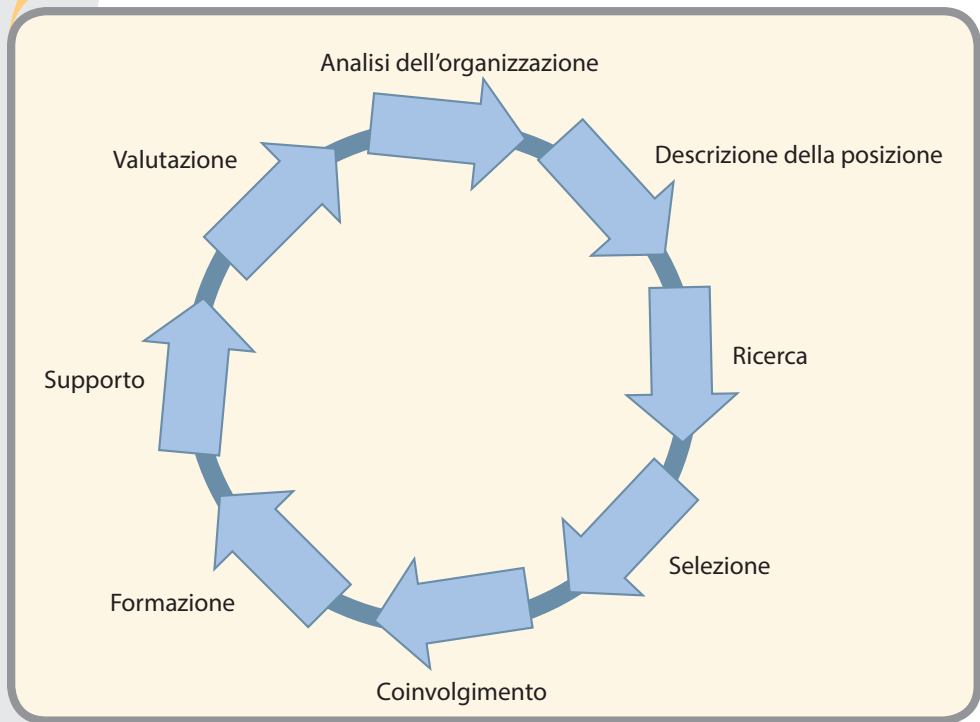 Analisi dell'organizzazione
Descrizione della posizione
Ricerca
Selezione
Coinvolgimento
Formazione
Supporto
Valutazione